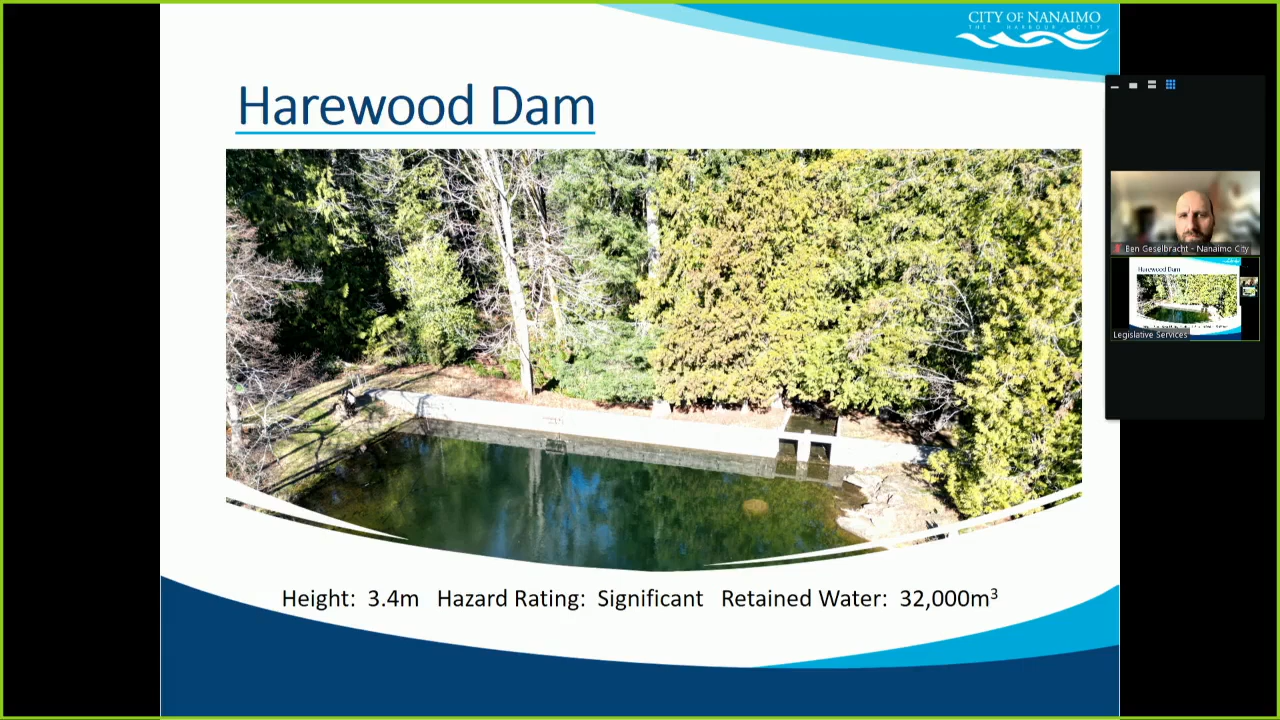 CITY OF NANAIMO
THE HARBOUR CITY
Harewood Dam
Ben Geselbracht - Nanaimo City
Harewood Dam
Legislative Services
Height: 3.4m Hazard Rating: Significant Retained Water: 32,000m³